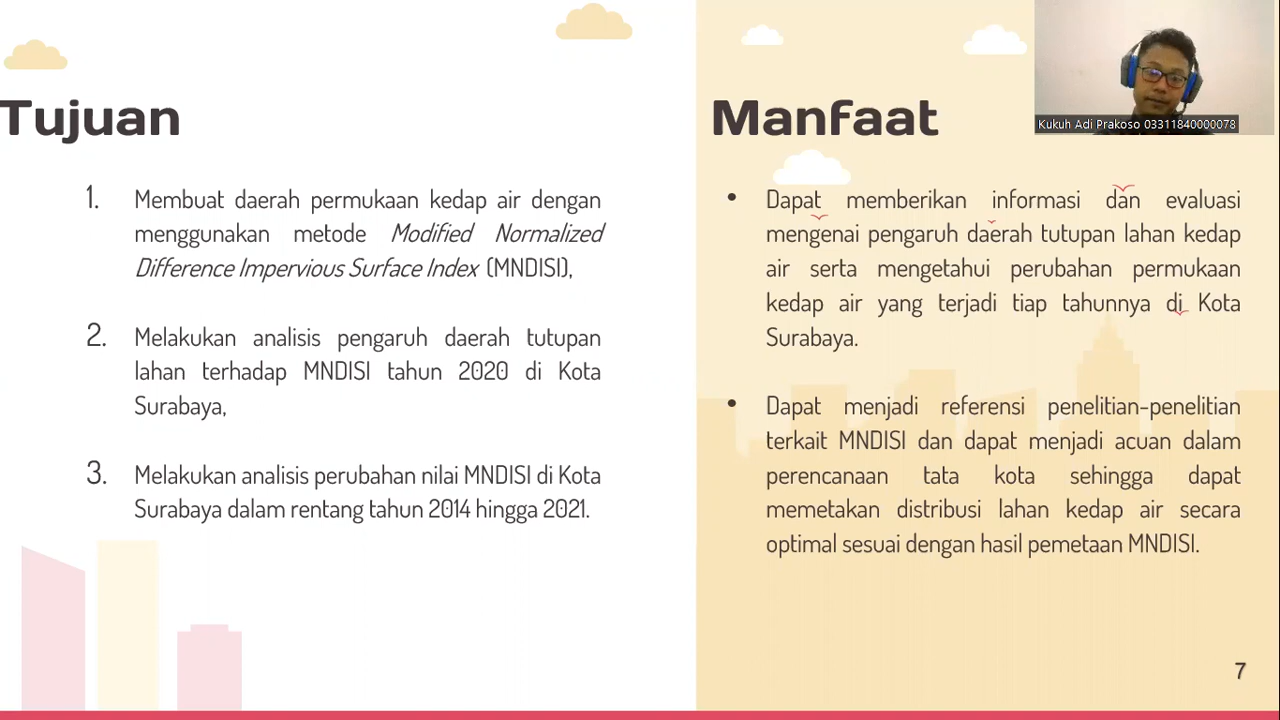 Tujuan
1. Membuat daerah permukaan kedap air dengan
menggunakan metode Modified Normalized
Difference Impervious Surface Index (MNDISI),
2. Melakukan analisis pengaruh daerah tutupan
lahan terhadap MNDISI tahun 2020 di Kota
Surabaya,
3. Melakukan analisis perubahan nilai MNDISI di Kota
Surabaya dalam rentang tahun 2014 hingga 2021.
Manfaat
Kukuh Adi Prakoso 03311840000078
• Dapat memberikan informasi dan evaluasi
mengenai pengaruh daerah tutupan lahan kedap
air serta mengetahui perubahan permukaan
kedap air yang terjadi tiap tahunnya di Kota
Surabaya.
• Dapat menjadi referensi penelitian-penelitian
terkait MNDISI dan dapat menjadi acuan dalam
perencanaan tata kota sehingga dapat
memetakan distribusi lahan kedap air secara
optimal sesuai dengan hasil pemetaan MNDISI.
7